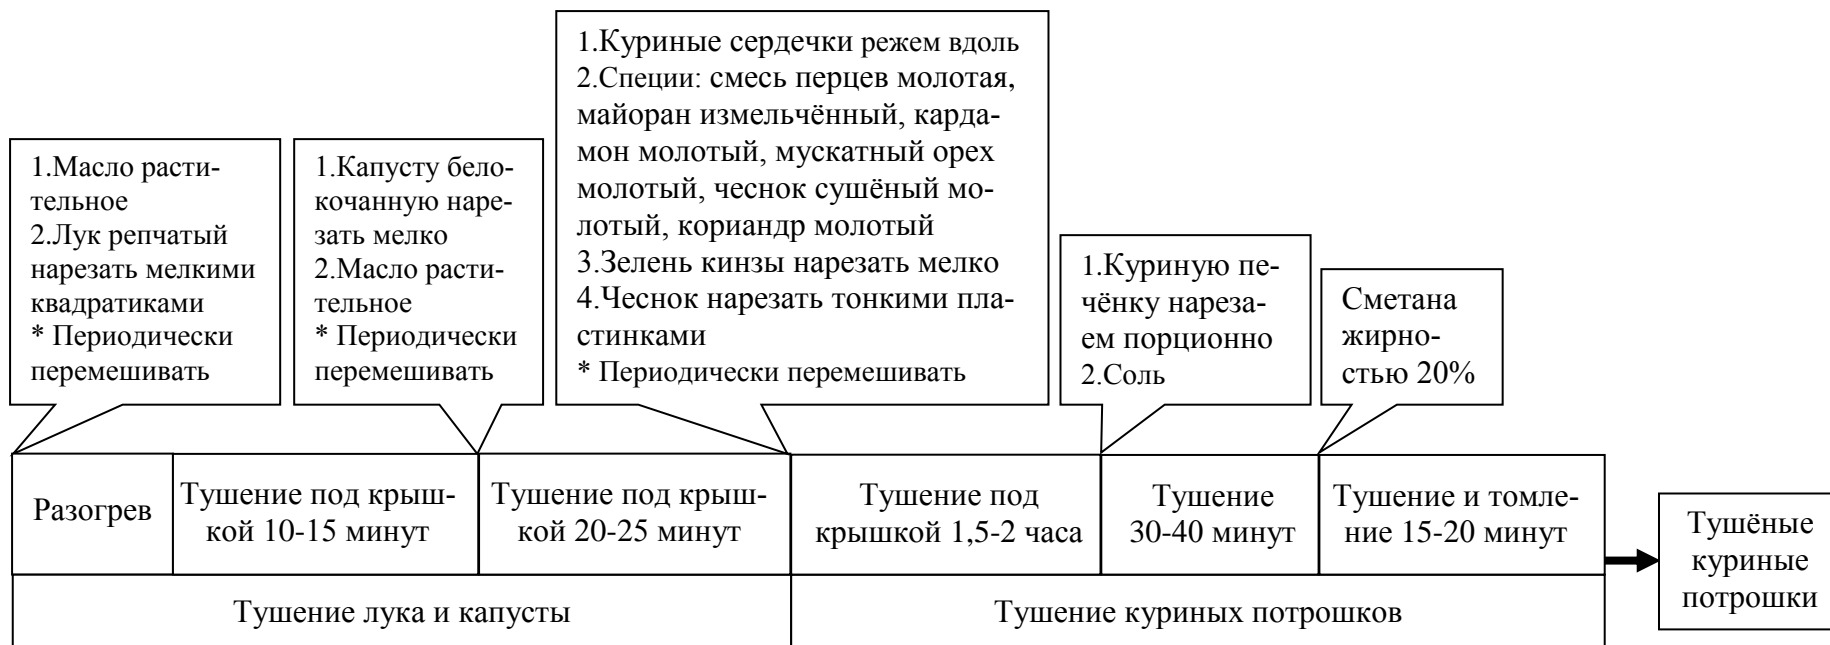 1.Масло расти-
тельное
2.Лук репчатый
нарезать мелкими
квадратиками
* Периодически
перемешивать
1.Капусту бело-
кочанную наре-
зать мелко
2.Масло расти-
тельное
* Периодически
перемешивать
1.Куриные сердечки режем вдоль
2.Специи: смесь перцев молотая,
майоран измельчённый, карда-
мон молотый, мускатный орех
молотый, чеснок сушёный мо-
лотый, кориандр молотый
3.Зелень кинзы нарезать мелко
4.Чеснок нарезать тонкими пла-
стинками
* Периодически перемешивать
1.Куриную пе-
чёнку нареза-
ем порционно
2.Соль
Сметана
жирно-
стью 20%
Разогрев
Тушение под крыш-
кой 10-15 минут
Тушение под крыш-
кой 20-25 минут
Тушение под
крышкой 1,5-2 часа
Тушение
30-40 минут
Тушение и томле-
ние 15-20 минут
Тушение лука и капусты
Тушение куриных потрошков
Тушёные
куриные
потрошки